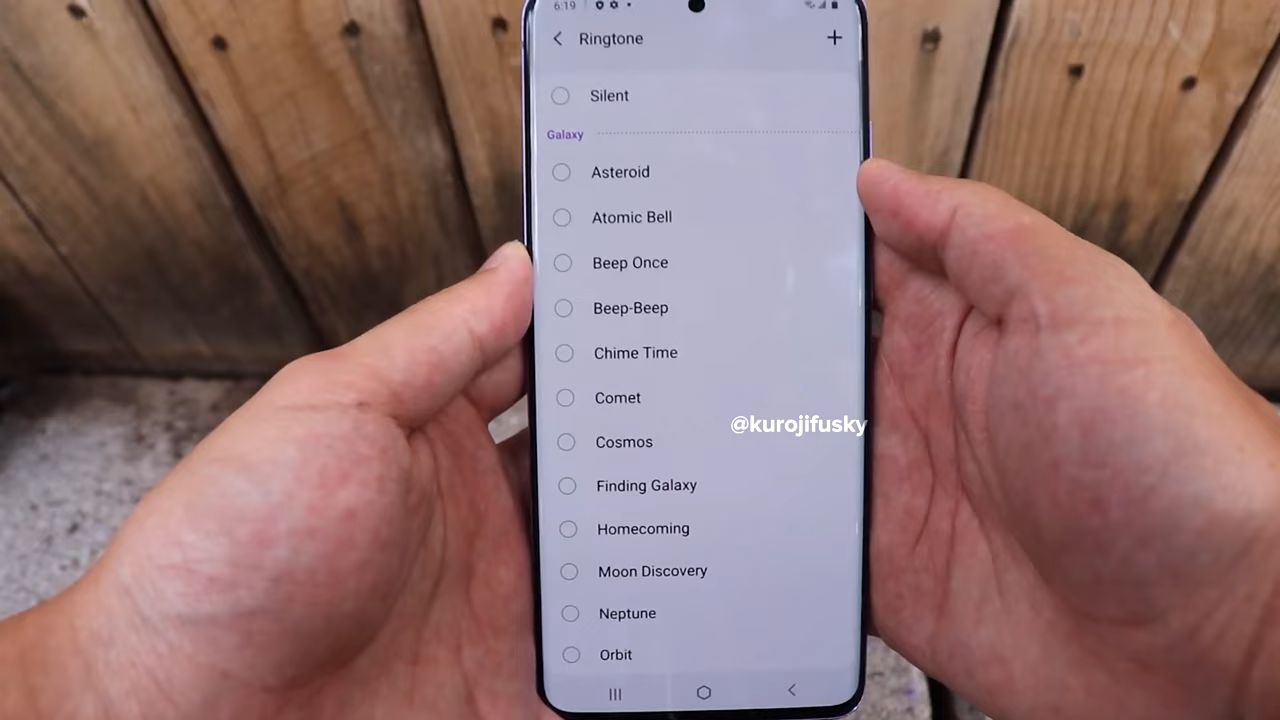 6:19
Ringtone
Silent
Galaxy
Asteroid
Atomic Bell
Beep Once
Beep-Beep
Chime Time
Comet
@kurojifusky
Cosmos
Finding Galaxy
Homecoming
Moon Discovery
Neptune
Orbit